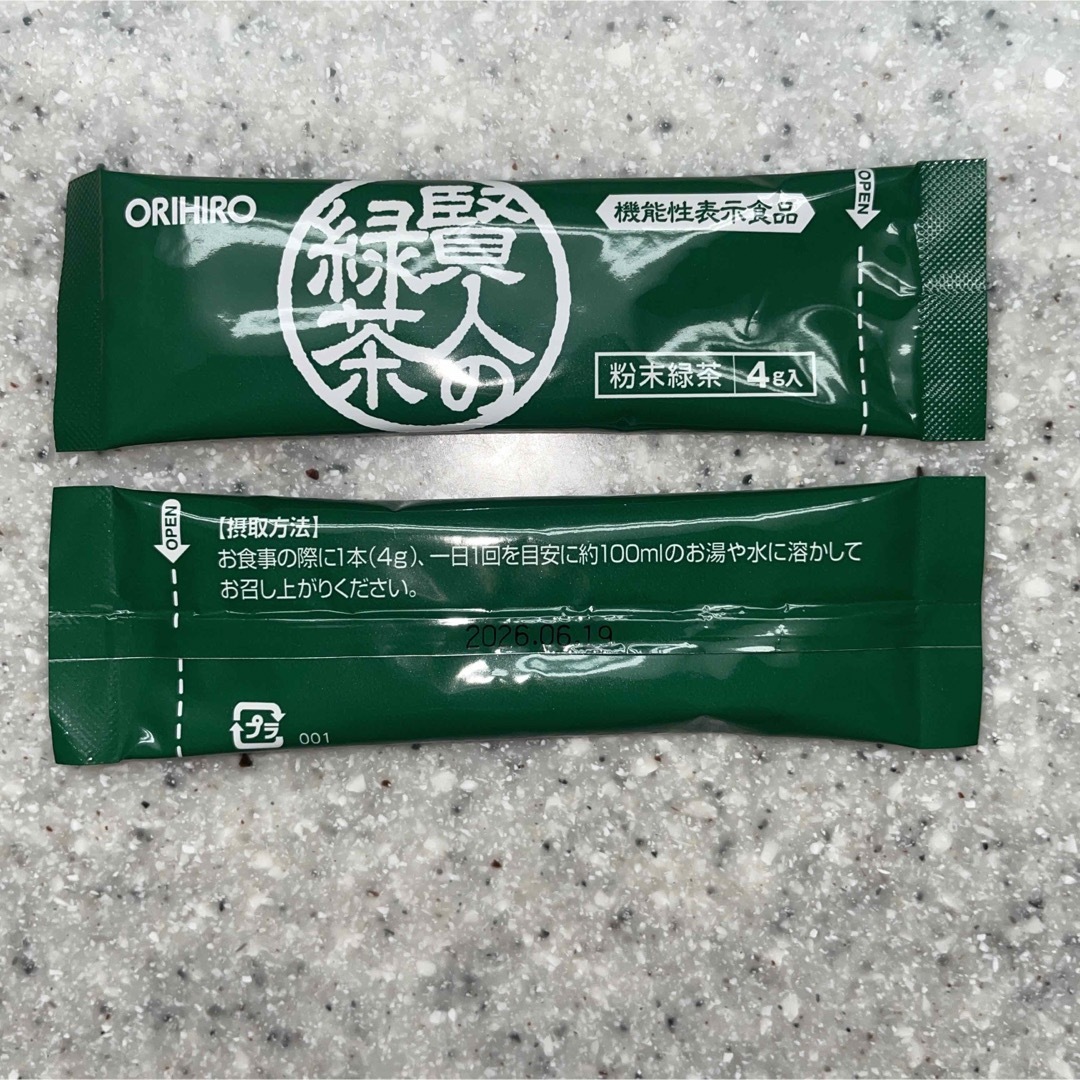 ORIHIRO
賢人の
緑茶
機能性表示食品
OPEN
粉末緑茶 4g入
OPEN
【摂取方法】
お食事の際に1本(4g)、一日1回を目安に約100mlのお湯や水に溶かして
お召し上がりください。
2026.06.19
プラ 001